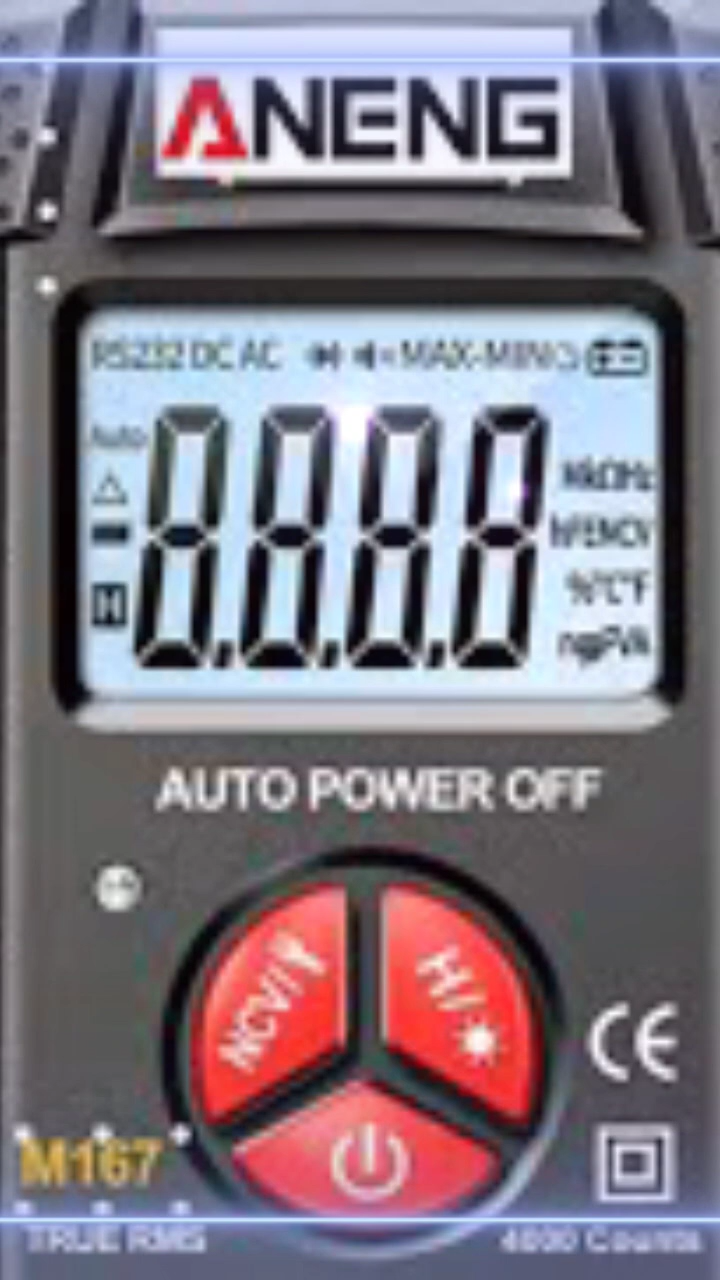 ANENG
RS232 DC AC MAX-MIN
Auto
8.8.8.8
H
hFENCV
%°C°F
AUTO POWER OFF
NCV/
H/
CE
M167
TRUE RMS
4000 Counts